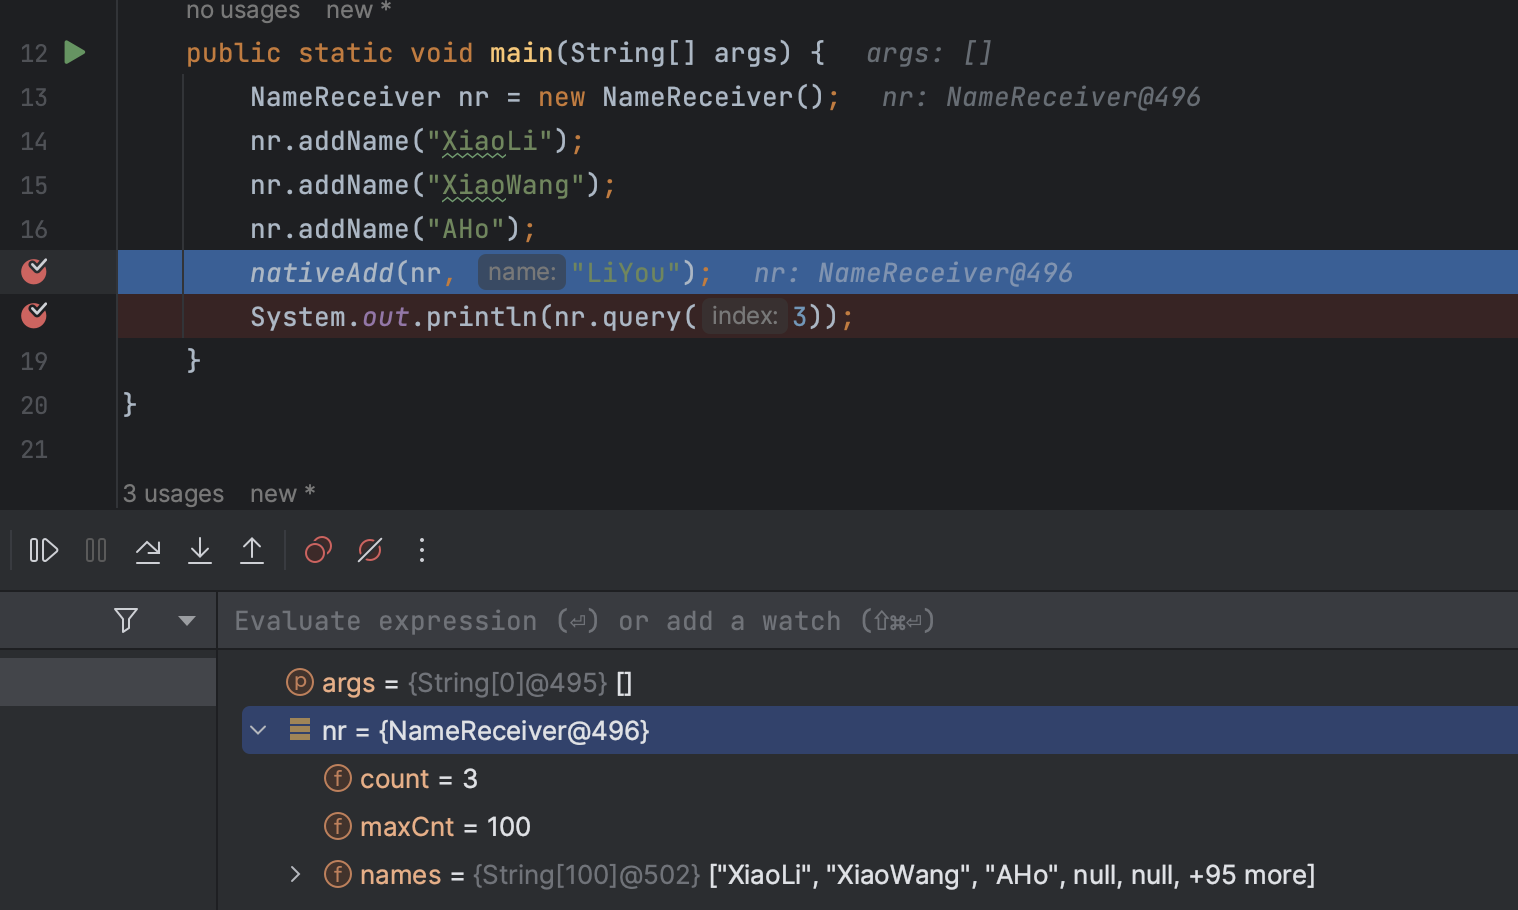 no usages new *
12 public static void main(String[] args) { args: []
13 NameReceiver nr = new NameReceiver(); nr: NameReceiver@496
14 nr.addName("XiaoLi");
15 nr.addName("XiaoWang");
16 nr.addName("AHo");
nativeAdd(nr, name: "LiYou"); nr: NameReceiver@496
System.out.println(nr.query( index: 3));
19 }
20 }
21
3 usages new *
Evaluate expression (⏎) or add a watch (⇧⌘⏎)
p args = {String[0]@495} []
nr = {NameReceiver@496}
f count = 3
f maxCnt = 100
f names = {String[100]@502} ["XiaoLi", "XiaoWang", "AHo", null, null, +95 more]